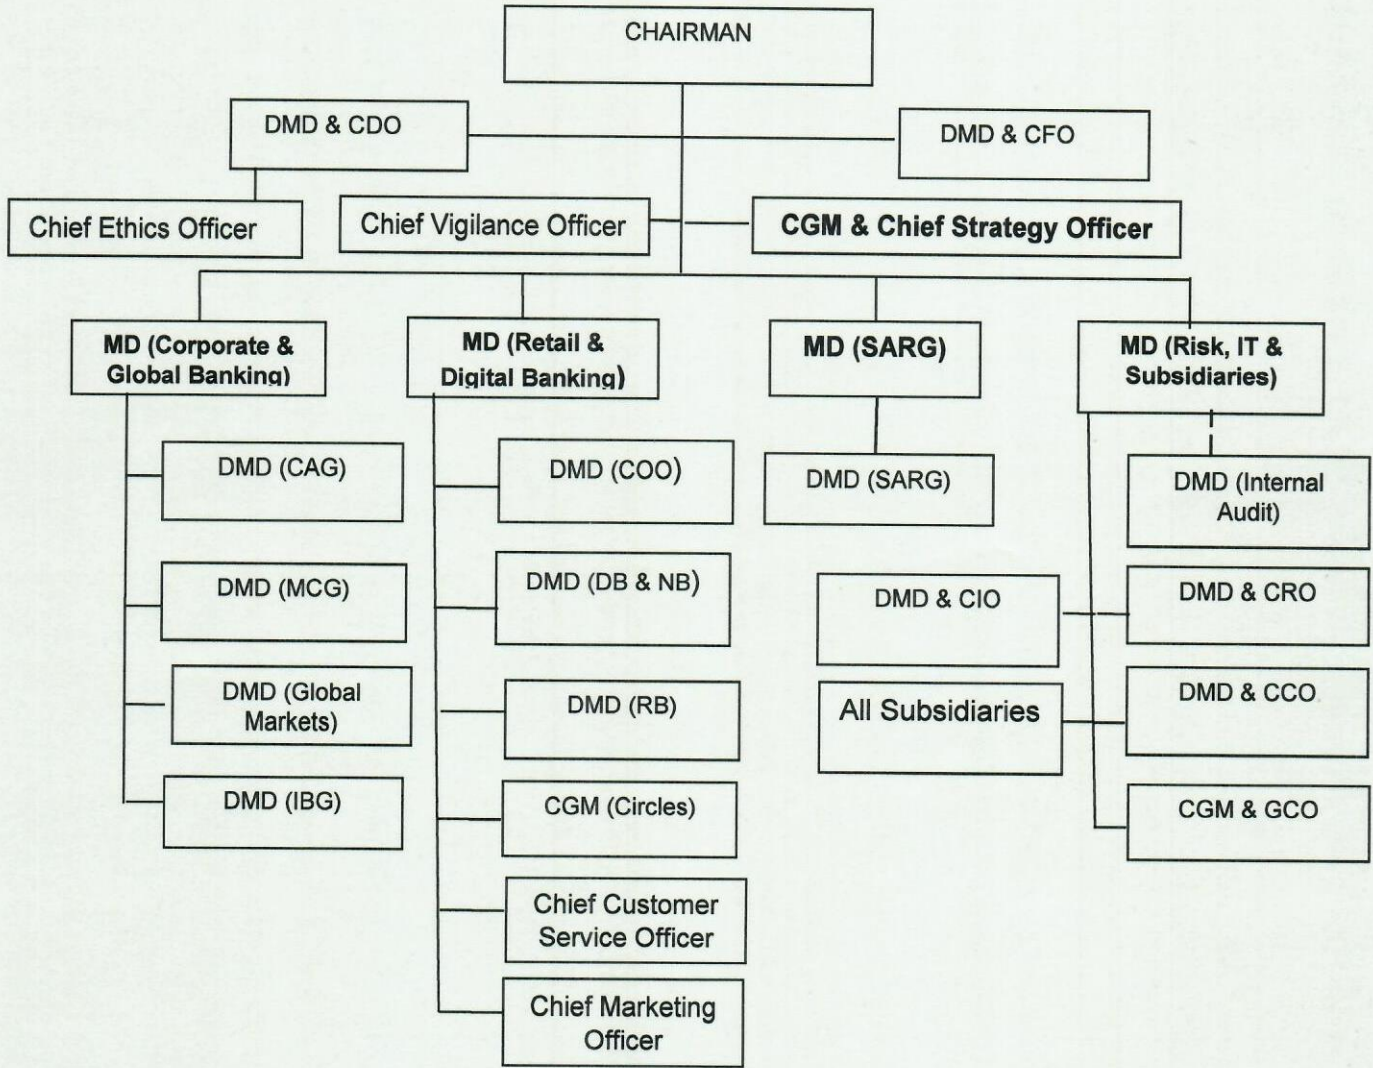 CHAIRMAN
DMD & CDO
DMD & CFO
Chief Ethics Officer
Chief Vigilance Officer
CGM & Chief Strategy Officer
MD (Corporate &
Global Banking)
MD (Retail &
Digital Banking)
MD (SARG)
MD (Risk, IT &
Subsidiaries)
DMD (CAG)
DMD (MCG)
DMD (Global
Markets)
DMD (IBG)
DMD (COO)
DMD (DB & NB)
DMD (RB)
CGM (Circles)
Chief Customer
Service Officer
Chief Marketing
Officer
DMD (SARG)
DMD (Internal
Audit)
DMD & CIO
DMD & CRO
All Subsidiaries
DMD & CCO
CGM & GCO